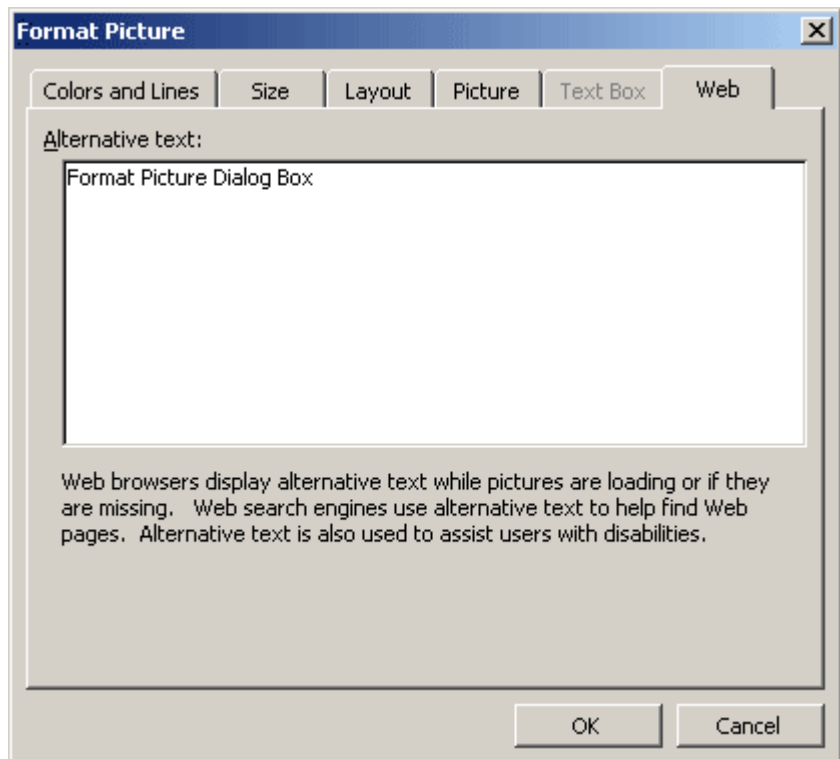 Format Picture
Colors and Lines Size Layout Picture Text Box Web
Alternative text:
Format Picture Dialog Box
Web browsers display alternative text while pictures are loading or if they
are missing.   Web search engines use alternative text to help find Web
pages.  Alternative text is also used to assist users with disabilities.
OK Cancel